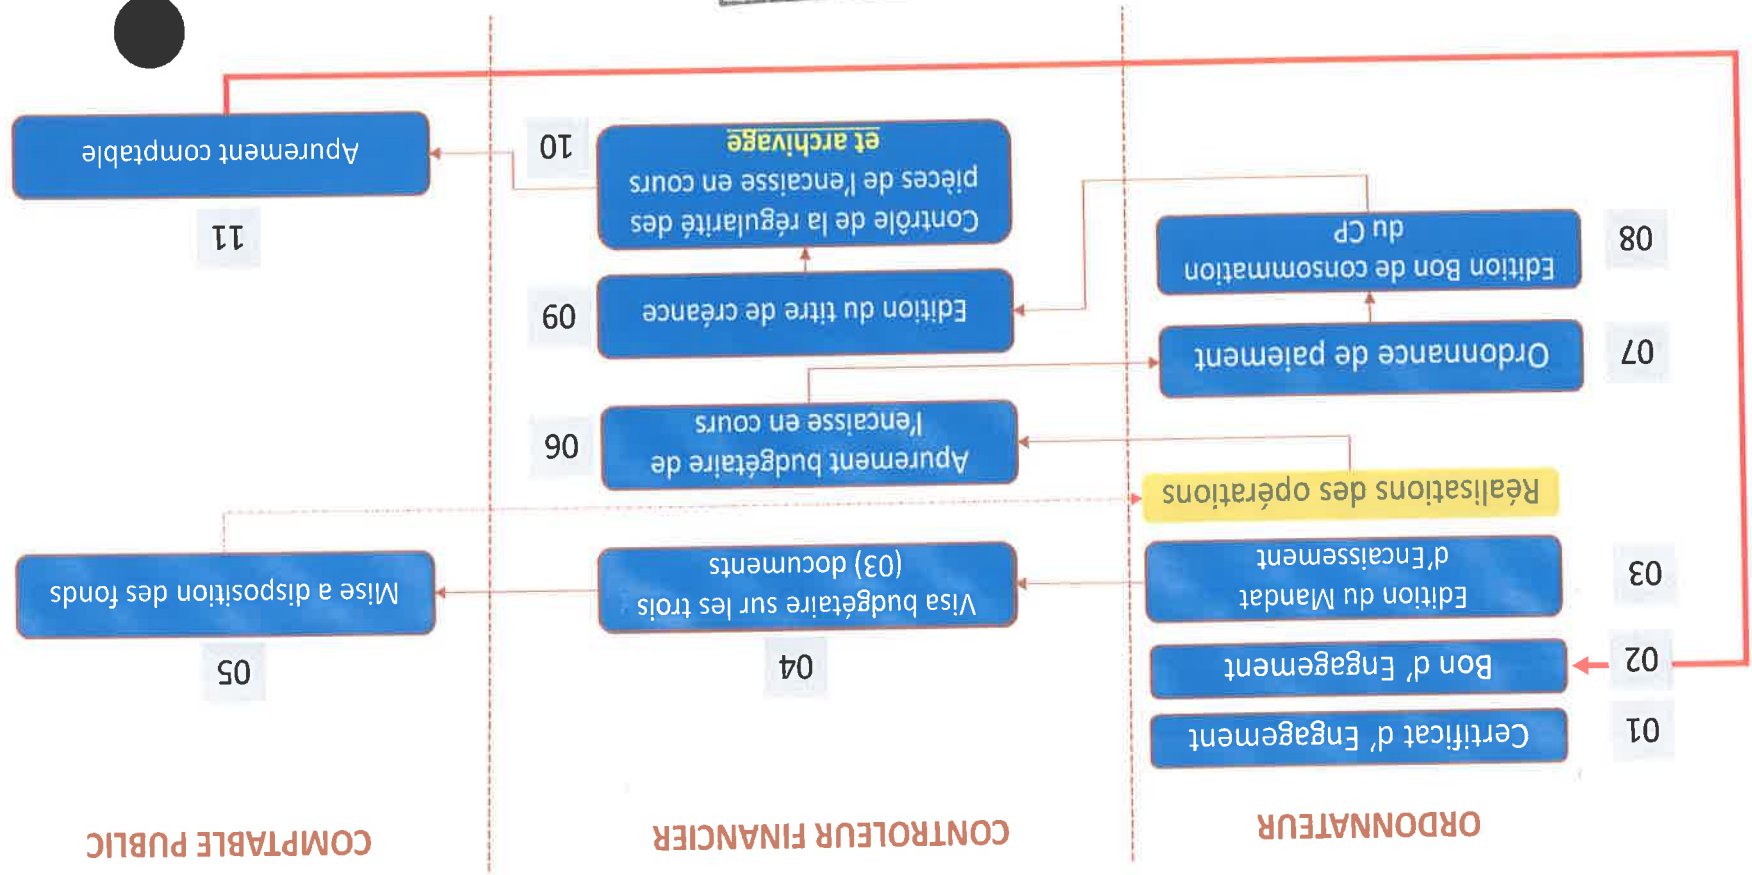 ORDONNATEUR
CONTROLEUR FINANCIER
COMPTABLE PUBLIC
01
Certificat d' Engagement
02
Bon d' Engagement
03
Edition du Mandat
d'Encaissement
04
Visa budgétaire sur les trois
(03) documents
05
Mise a disposition des fonds
Réalisations des opérations
06
Apurement budgétaire de
l'encaisse en cours
07
Ordonnance de paiement
08
Edition Bon de consommation
du CP
09
Edition du titre de créance
10
Contrôle de la régularité des
pièces de l'encaisse en cours
et archivage
11
Apurement comptable